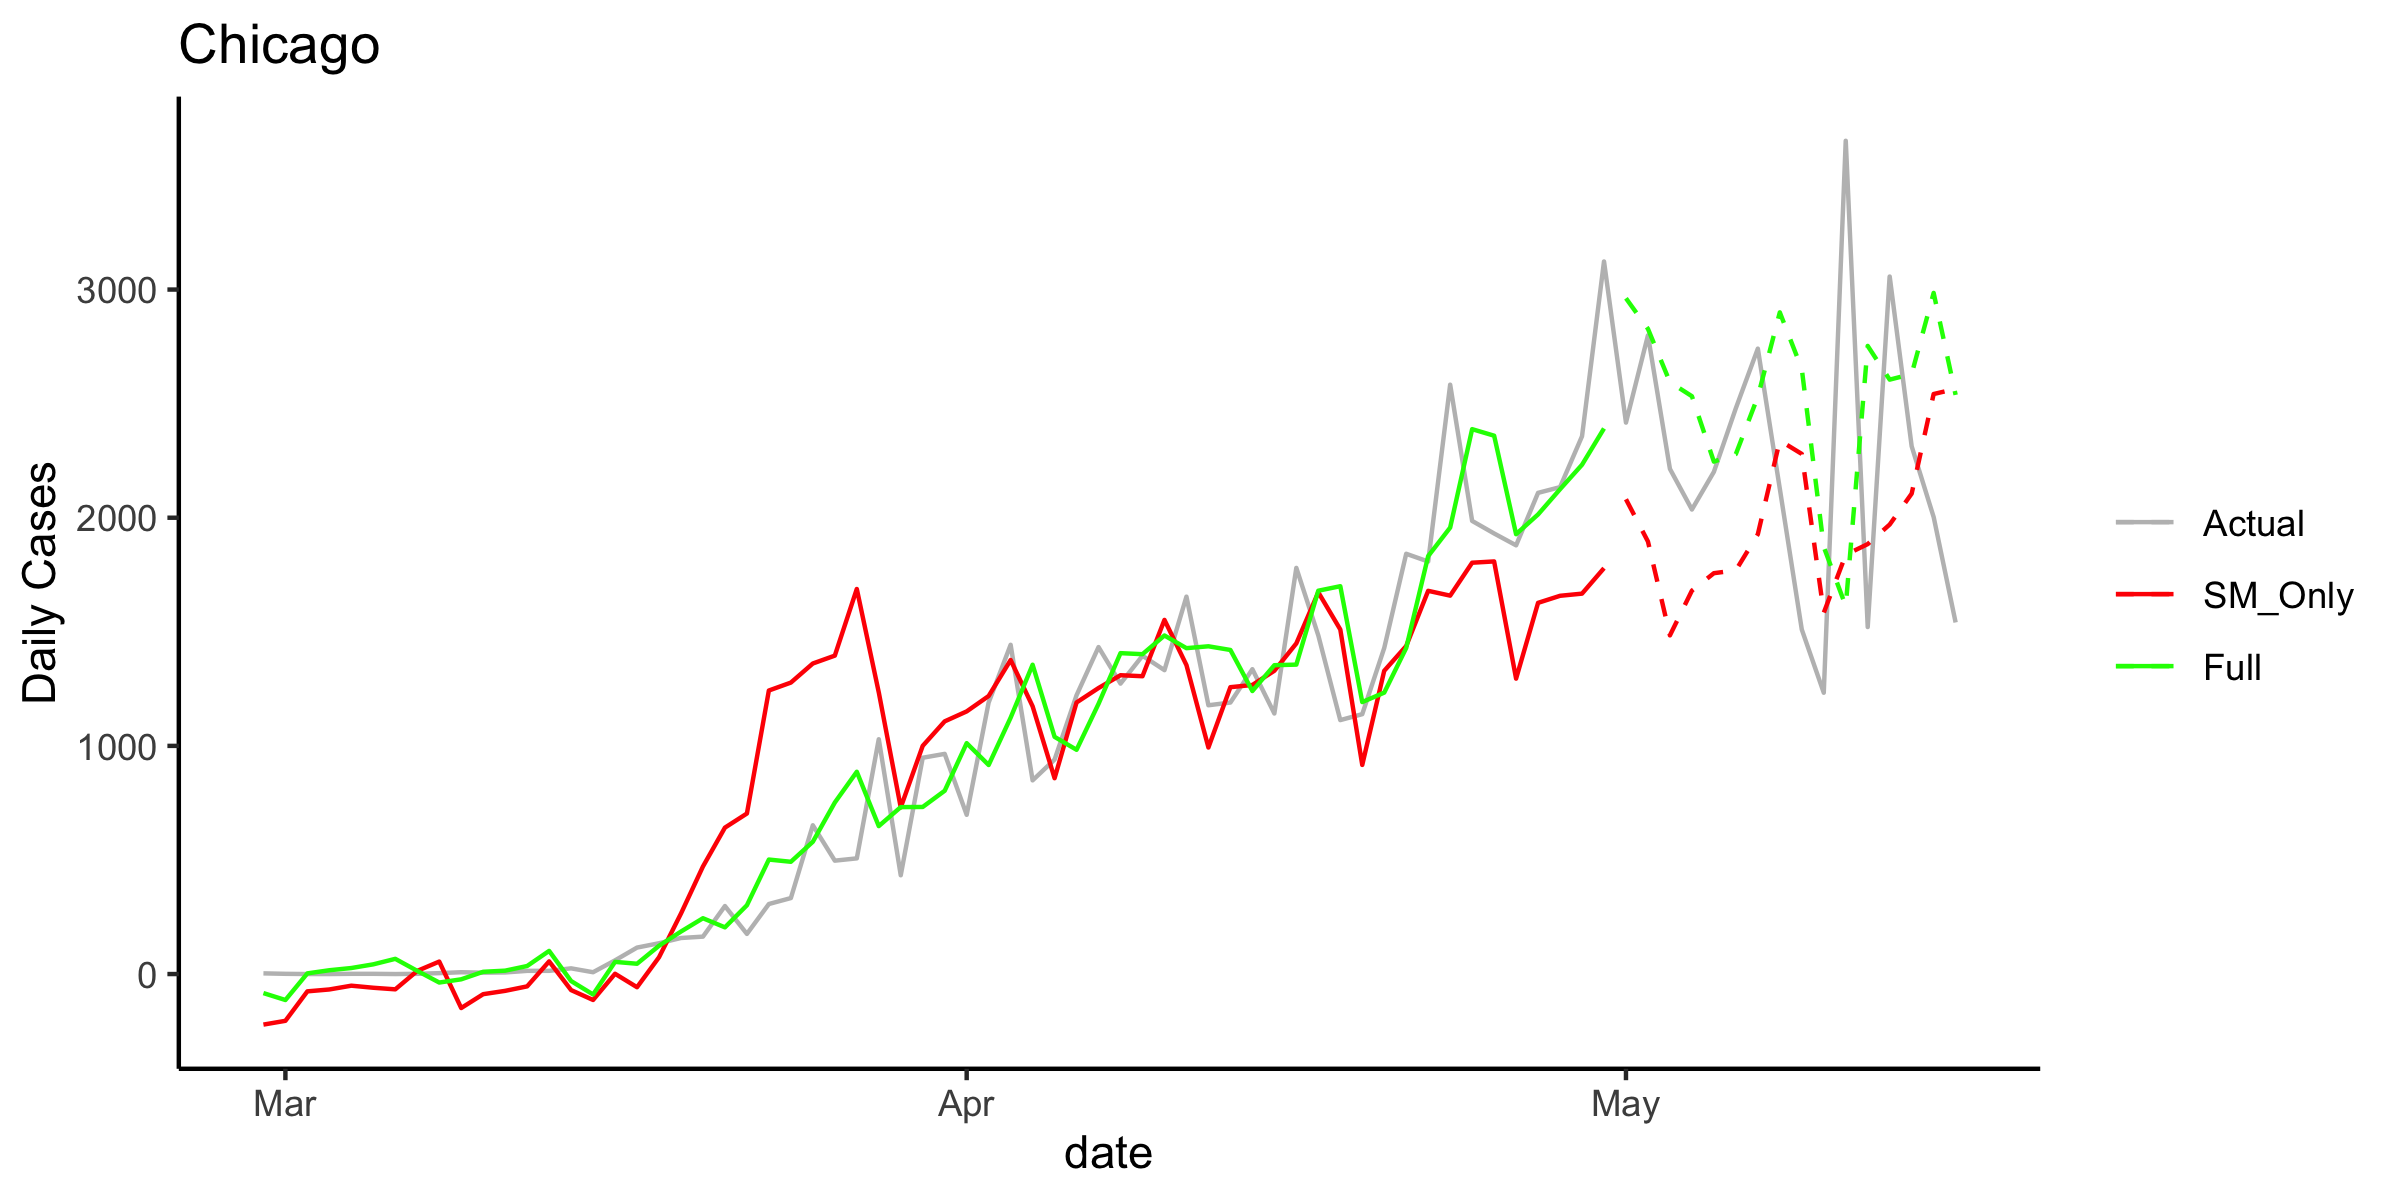 Chicago
Daily Cases
3000
2000
1000
0
Mar
Apr
May
date
Actual
SM_Only
Full